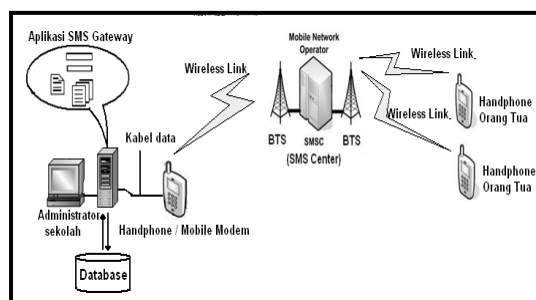 Aplikasi SMS Gateway
Mobile Network
Operator
Wireless Link
Wireless Link
Wireless Link
Handphone
Orang Tua
Kabel data
BTS
SMSC
BTS
(SMS Center)
Administrator
sekolah
Handphone / Mobile Modem
Handphone
Orang Tua
Database